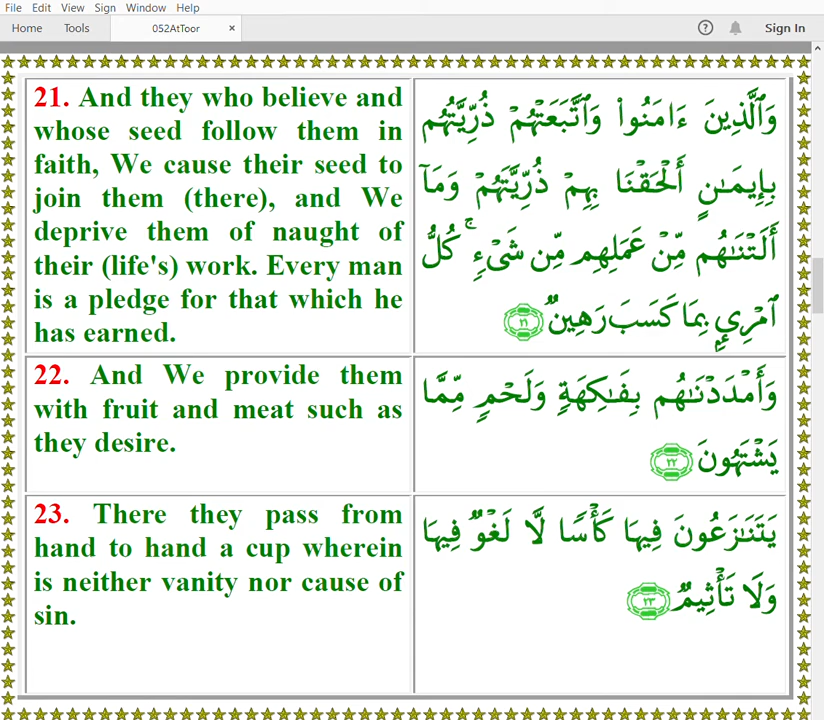 File Edit View Sign Window Help
Home Tools 052AtToor × Sign In
21. And they who believe and
whose seed follow them in
faith, We cause their seed to
join them (there), and We
deprive them of naught of
their (life's) work. Every man
is a pledge for that which he
has earned.
وَٱلَّذِينَ ءَامَنُوا۟ وَٱتَّبَعَتْهُمْ ذُرِّيَّتُهُم
بِإِيمَـٰنٍ أَلْحَقْنَا بِهِمْ ذُرِّيَّتَهُمْ وَمَآ
أَلَتْنَـٰهُم مِّنْ عَمَلِهِم مِّن شَىْءٍ ۚ كُلُّ
ٱمْرِئٍۭ بِمَا كَسَبَ رَهِينٌ ٢١
22. And We provide them
with fruit and meat such as
they desire.
وَأَمْدَدْنَـٰهُم بِفَـٰكِهَةٍ وَلَحْمٍ مِّمَّا
يَشْتَهُونَ ٢٢
23. There they pass from
hand to hand a cup wherein
is neither vanity nor cause of
sin.
يَتَنَـٰزَعُونَ فِيهَا كَأْسًا لَّا لَغْوٌ فِيهَا
وَلَا تَأْثِيمٌ ٢٣